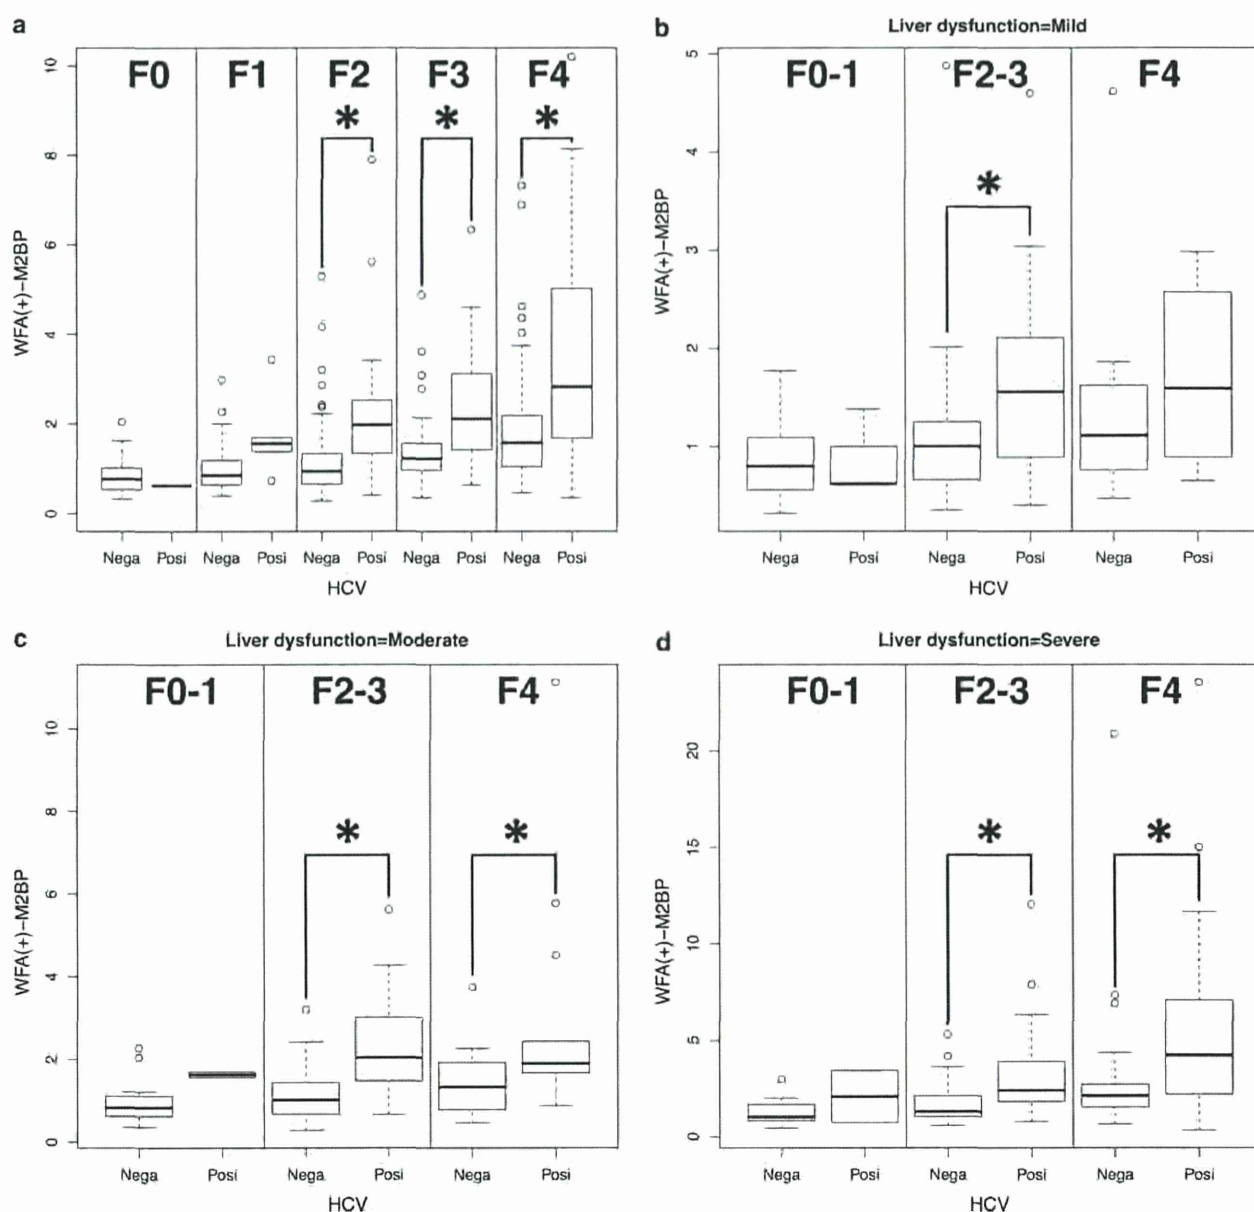 a
F0 F1 F2 F3 F4
* * *
10
8
6
4
2
0
WFA(+)-M2BP
Nega Posi Nega Posi Nega Posi Nega Posi Nega Posi
HCV
b
Liver dysfunction=Mild
F0-1 F2-3 F4
*
5
4
3
2
1
WFA(+)-M2BP
Nega Posi Nega Posi Nega Posi
HCV
c
Liver dysfunction=Moderate
F0-1 F2-3 F4
* *
10
8
6
4
2
0
WFA(+)-M2BP
Nega Posi Nega Posi Nega Posi
HCV
d
Liver dysfunction=Severe
F0-1 F2-3 F4
* *
20
15
10
5
0
WFA(+)-M2BP
Nega Posi Nega Posi Nega Posi
HCV